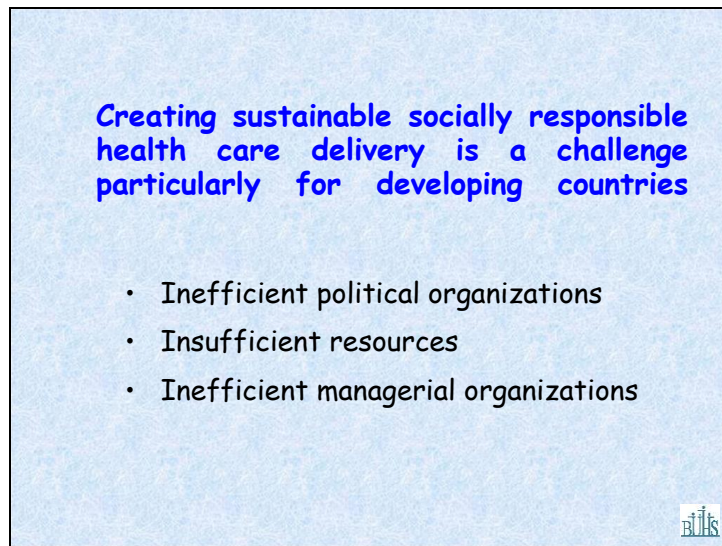 Creating sustainable socially responsible
health care delivery is a challenge
particularly for developing countries
• Inefficient political organizations
• Insufficient resources
• Inefficient managerial organizations